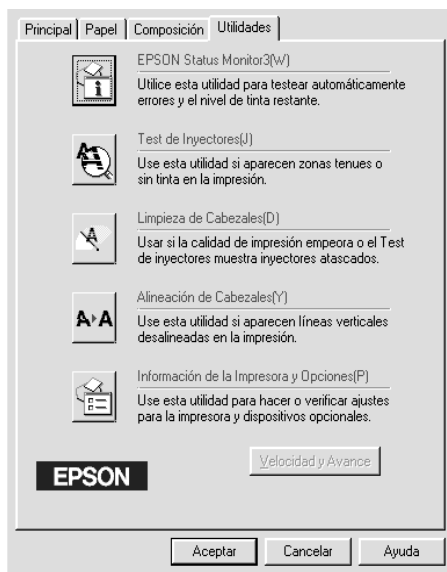 Principal Papel Composición Utilidades
EPSON Status Monitor3(W)
Utilice esta utilidad para testear automáticamente
errores y el nivel de tinta restante.
Test de Inyectores(J)
Use esta utilidad si aparecen zonas tenues o
sin tinta en la impresión.
Limpieza de Cabezales(D)
Usar si la calidad de impresión empeora o el Test
de inyectores muestra inyectores atascados.
Alineación de Cabezales(Y)
Use esta utilidad si aparecen líneas verticales
desalineadas en la impresión.
Información de la Impresora y Opciones(P)
Use esta utilidad para hacer o verificar ajustes
para la impresora y dispositivos opcionales.
Velocidad y Avance
EPSON
Aceptar Cancelar Ayuda